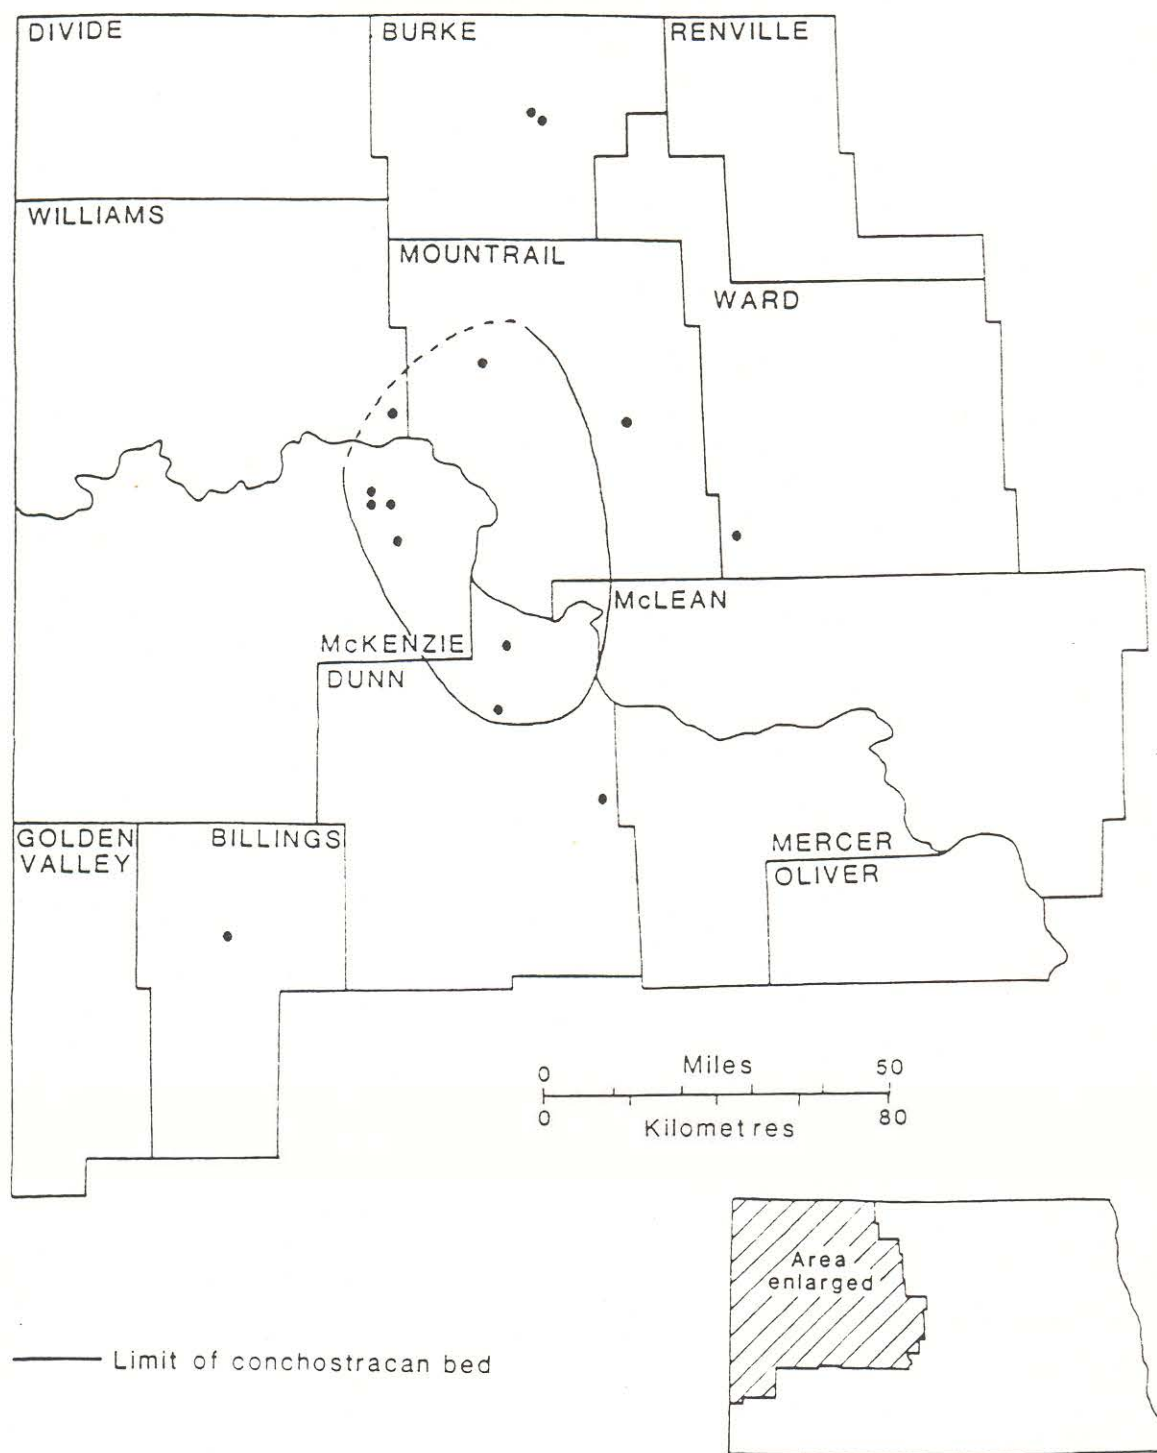 DIVIDE
BURKE
RENVILLE
WILLIAMS
MOUNTRAIL
WARD
McLEAN
McKENZIE
DUNN
GOLDEN
VALLEY
BILLINGS
MERCER
OLIVER
0 Miles 50
0 Kilometres 80
Area
enlarged
Limit of conchostracan bed